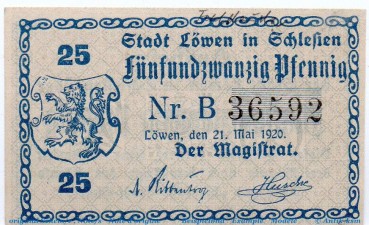 25
Stadt Löwen in Schlesien
Fünfundzwanzig Pfennig
Nr. B 36592
Löwen, den 21. Mai 1920.
Der Magistrat.
25